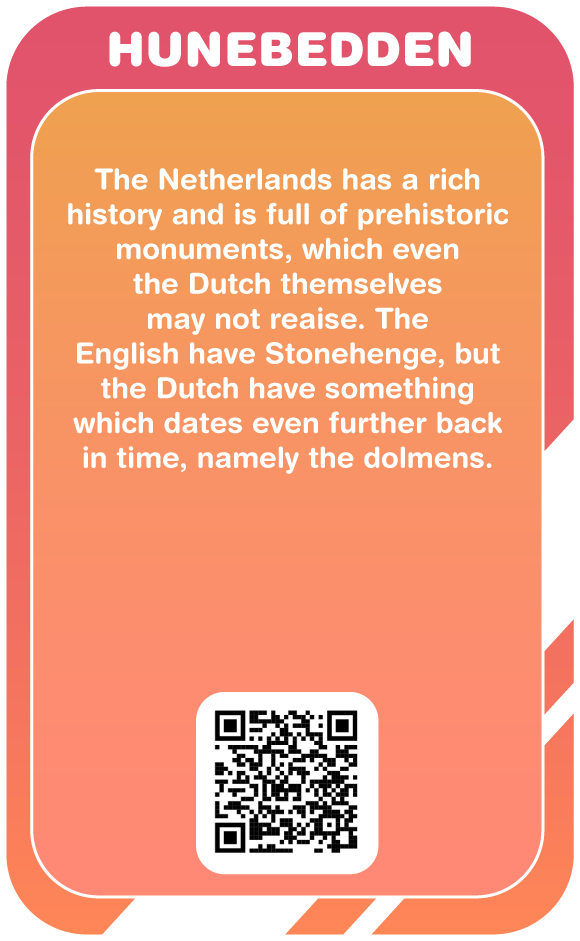 HUNEBEDDEN
The Netherlands has a rich
history and is full of prehistoric
monuments, which even
the Dutch themselves
may not reaise. The
English have Stonehenge, but
the Dutch have something
which dates even further back
in time, namely the dolmens.